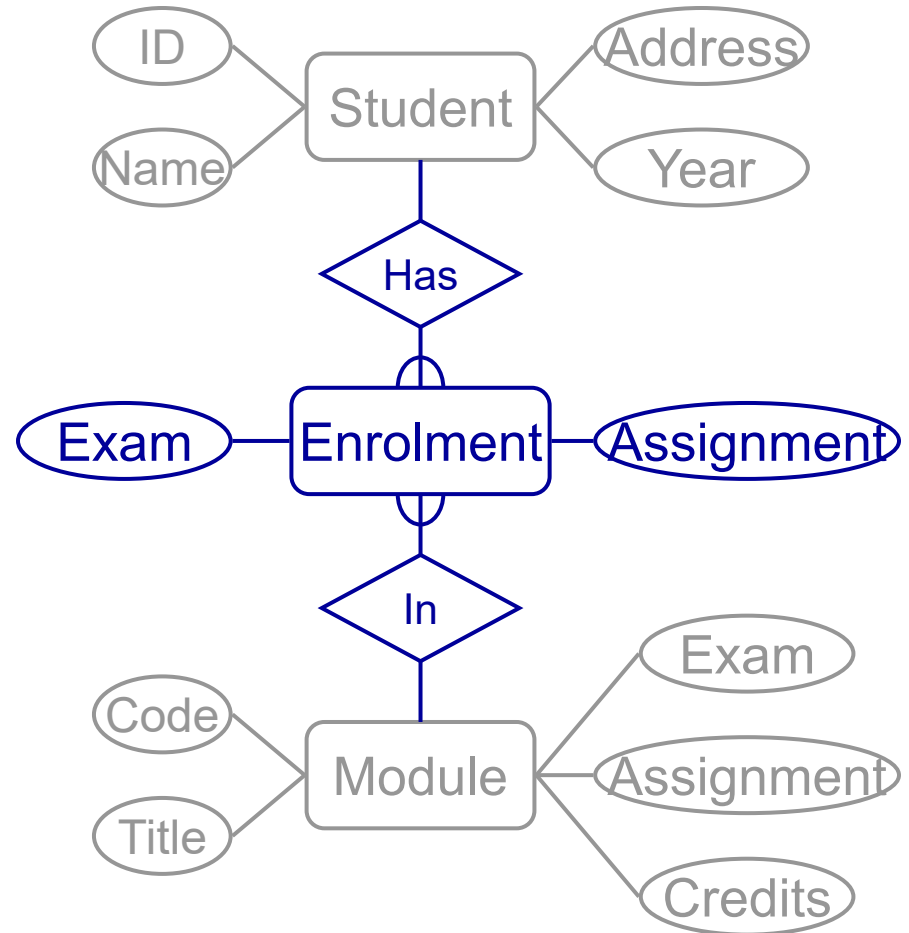 ID
Address
Student
Name
Year
Has
Exam
Enrolment
Assignment
In
Exam
Code
Module
Assignment
Title
Credits